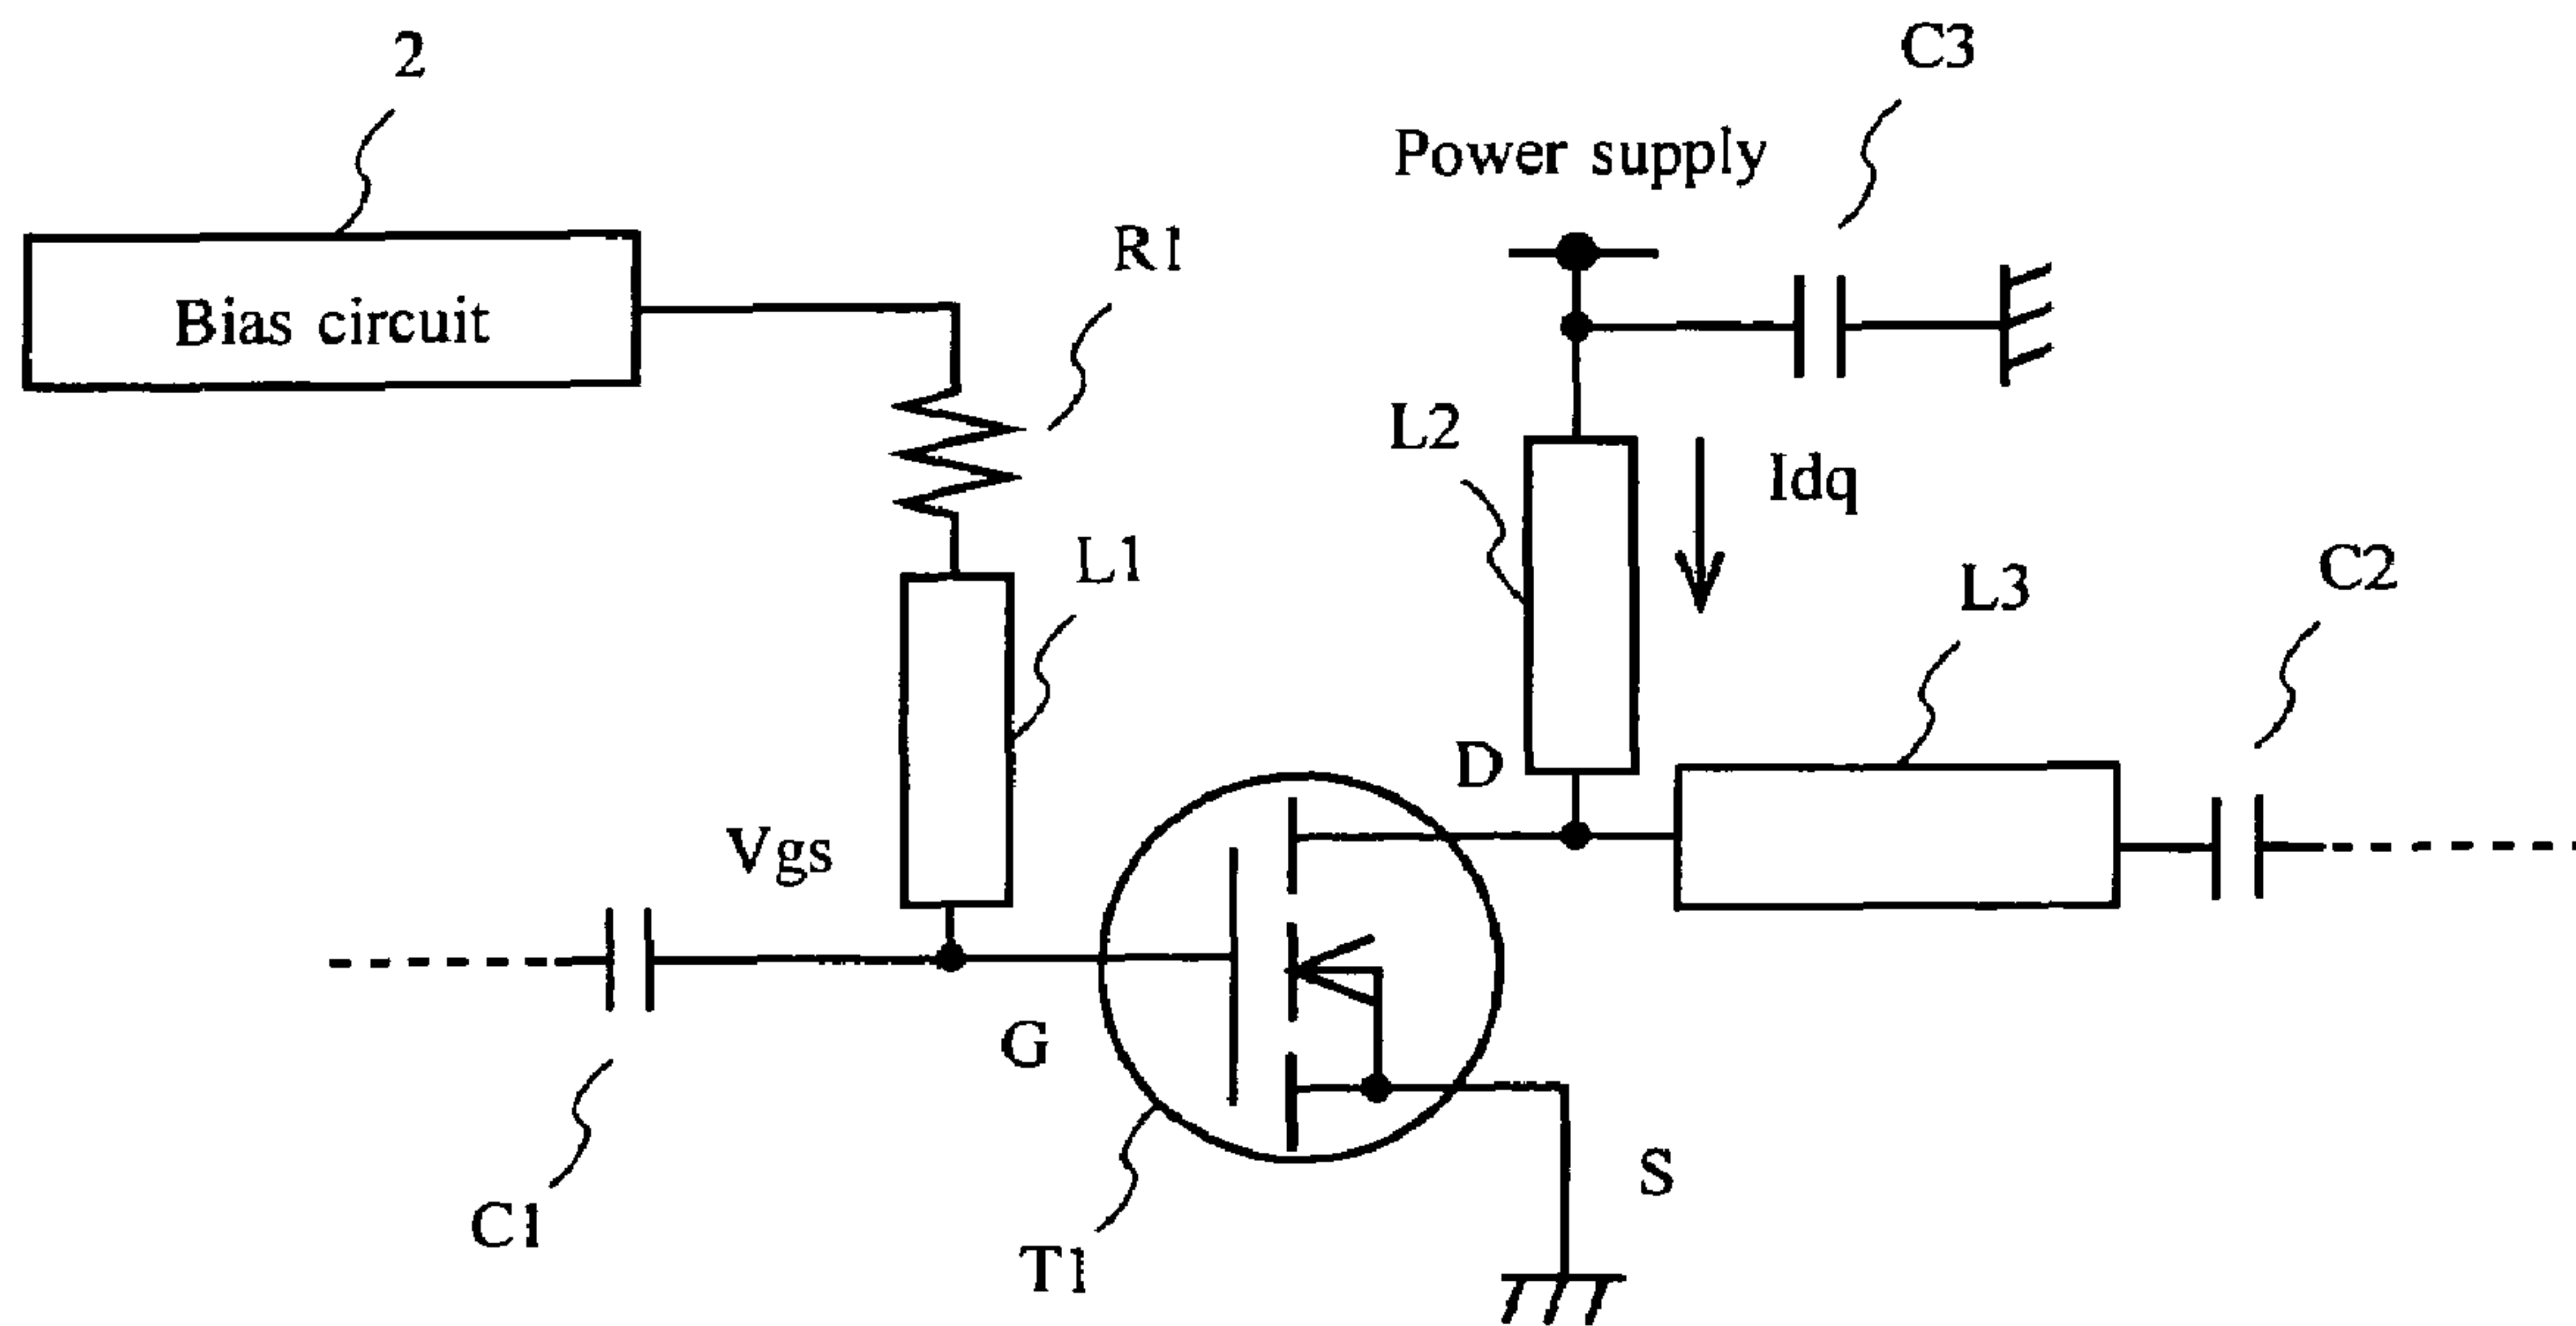 2
C3
Power supply
R1
Bias circuit
L2
Idq
L1
C2
L3
D
Vgs
G
S
C1
T1